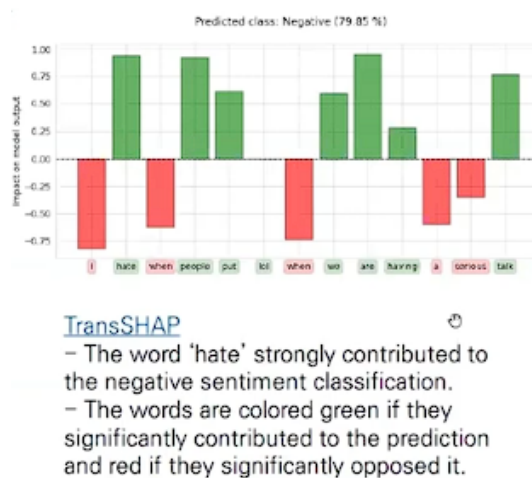 Predicted class: Negative (79.85 %)
Impact on model output
1.00
0.75
0.50
0.25
0.00
−0.25
−0.50
−0.75
I hate when people put lol when we are having a serious talk
TransSHAP
– The word ‘hate’ strongly contributed to
the negative sentiment classification.
– The words are colored green if they
significantly contributed to the prediction
and red if they significantly opposed it.